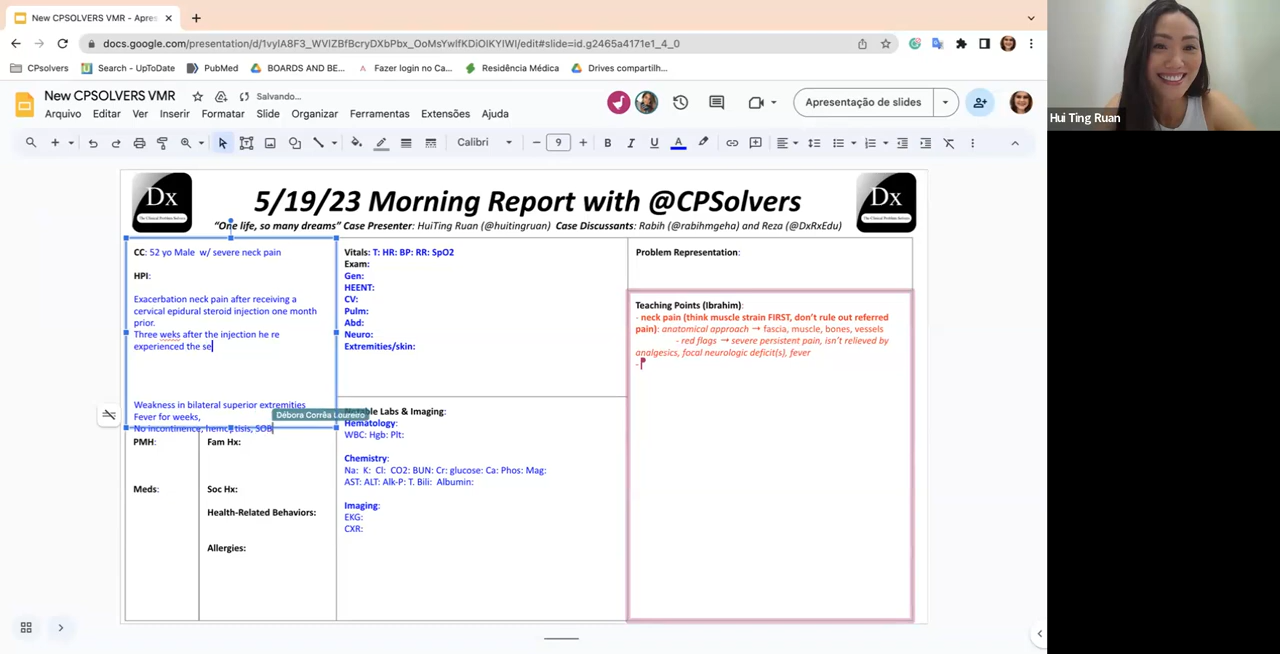 New CPSOLVERS VMR - Apres
docs.google.com/presentation/d/1vyIA8F3_WVIZBfBcryDXbPbx_OoMsYwlfKDiOIKYIWI/edit#slide=id.g2465a4171e1_4_0
CPsolvers
Search - UpToDate
PubMed
BOARDS AND BE...
Fazer login no Ca...
Residência Médica
Drives compartilh...
New CPSOLVERS VMR
Salvando...
Arquivo Editar Ver Inserir Formatar Slide Organizar Ferramentas Extensões Ajuda
Apresentação de slides
Calibri
9
Hui Ting Ruan
Dx
5/19/23 Morning Report with @CPSolvers
Dx
“One life, so many dreams” Case Presenter: HuiTing Ruan (@huitingruan) Case Discussants: Rabih (@rabihmgeha) and Reza (@DxRxEdu)
CC: 52 yo Male w/ severe neck pain
HPI:
Exacerbation neck pain after receiving a
cervical epidural steroid injection one month
prior.
Three weks after the injection he re
experienced the se
Weakness in bilateral superior extremities
Fever for weeks,
Débora Corrêa Loureiro
No incontinence, hemoptisis, SOB
PMH:
Meds:
Fam Hx:
Soc Hx:
Health-Related Behaviors:
Allergies:
Vitals: T: HR: BP: RR: SpO2
Exam:
Gen:
HEENT:
CV:
Pulm:
Abd:
Neuro:
Extremities/skin:
Notable Labs & Imaging:
Hematology:
WBC: Hgb: Plt:
Chemistry:
Na: K: Cl: CO2: BUN: Cr: glucose: Ca: Phos: Mag:
AST: ALT: Alk-P: T. Bili: Albumin:
Imaging:
EKG:
CXR:
Problem Representation:
Teaching Points (Ibrahim):
- neck pain (think muscle strain FIRST, don’t rule out referred
pain): anatomical approach → fascia, muscle, bones, vessels
- red flags → severe persistent pain, isn’t relieved by
analgesics, focal neurologic deficit(s), fever
-